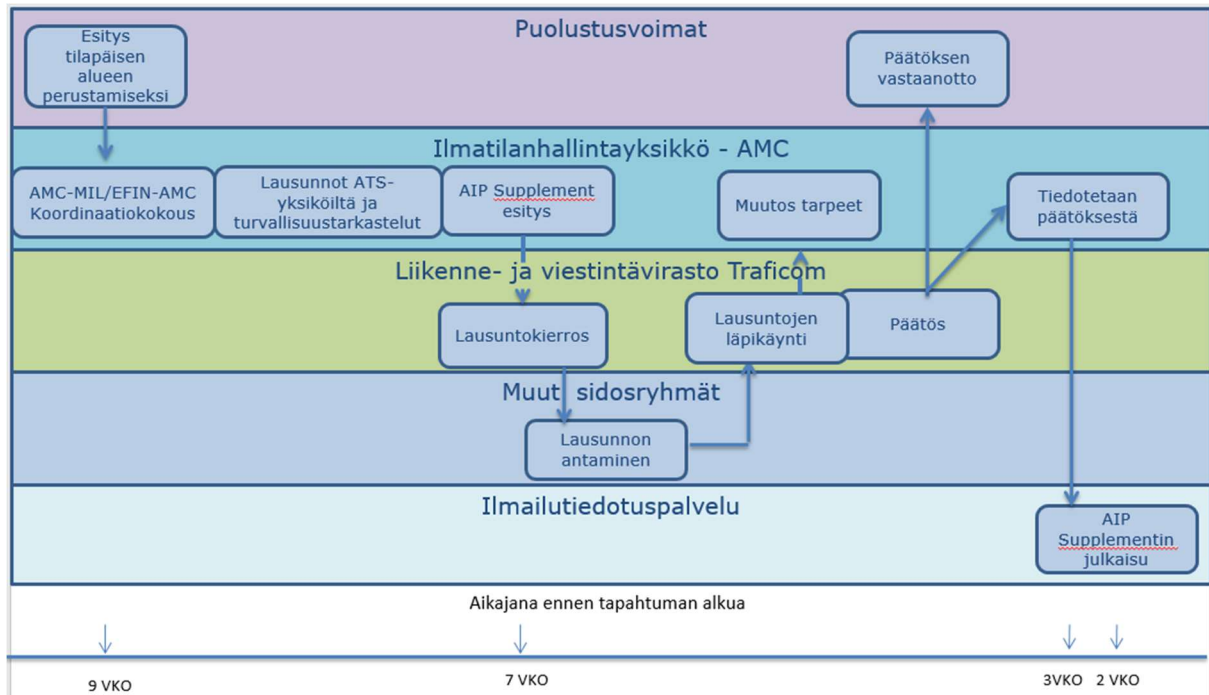 Puolustusvoimat
Esitys
tilapäisen
alueen
perustamiseksi
Päätöksen
vastaanotto
Ilmatilanhallintayksikkö - AMC
AMC-MIL/EFIN-AMC
Koordinaatiokokous
Lausunnot ATS-
yksiköiltä ja
turvallisuustarkastelut
AIP Supplement
esitys
Muutos tarpeet
Tiedotetaan
päätöksestä
Liikenne- ja viestintävirasto Traficom
Lausuntokierros
Lausuntojen
läpikäynti
Päätös
Muut sidosryhmät
Lausunnon
antaminen
Ilmailutiedotuspalvelu
AIP
Supplementin
julkaisu
Aikajana ennen tapahtuman alkua
9 VKO
7 VKO
3VKO
2 VKO